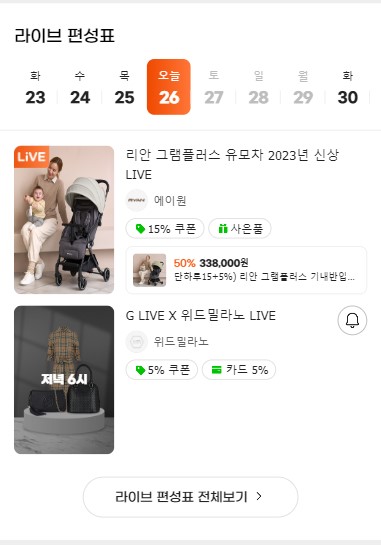 라이브 편성표
화 수 목 오늘 토 일 월 화
23 24 25 26 27 28 29 30
LiVE
리안 그램플러스 유모차 2023년 신상
LIVE
에이원
15% 쿠폰 사은품
50% 338,000원
단하루15+5%) 리안 그램플러스 기내반입...
저녁 6시
G LIVE X 위드밀라노 LIVE
위드밀라노
5% 쿠폰 카드 5%
라이브 편성표 전체보기 >